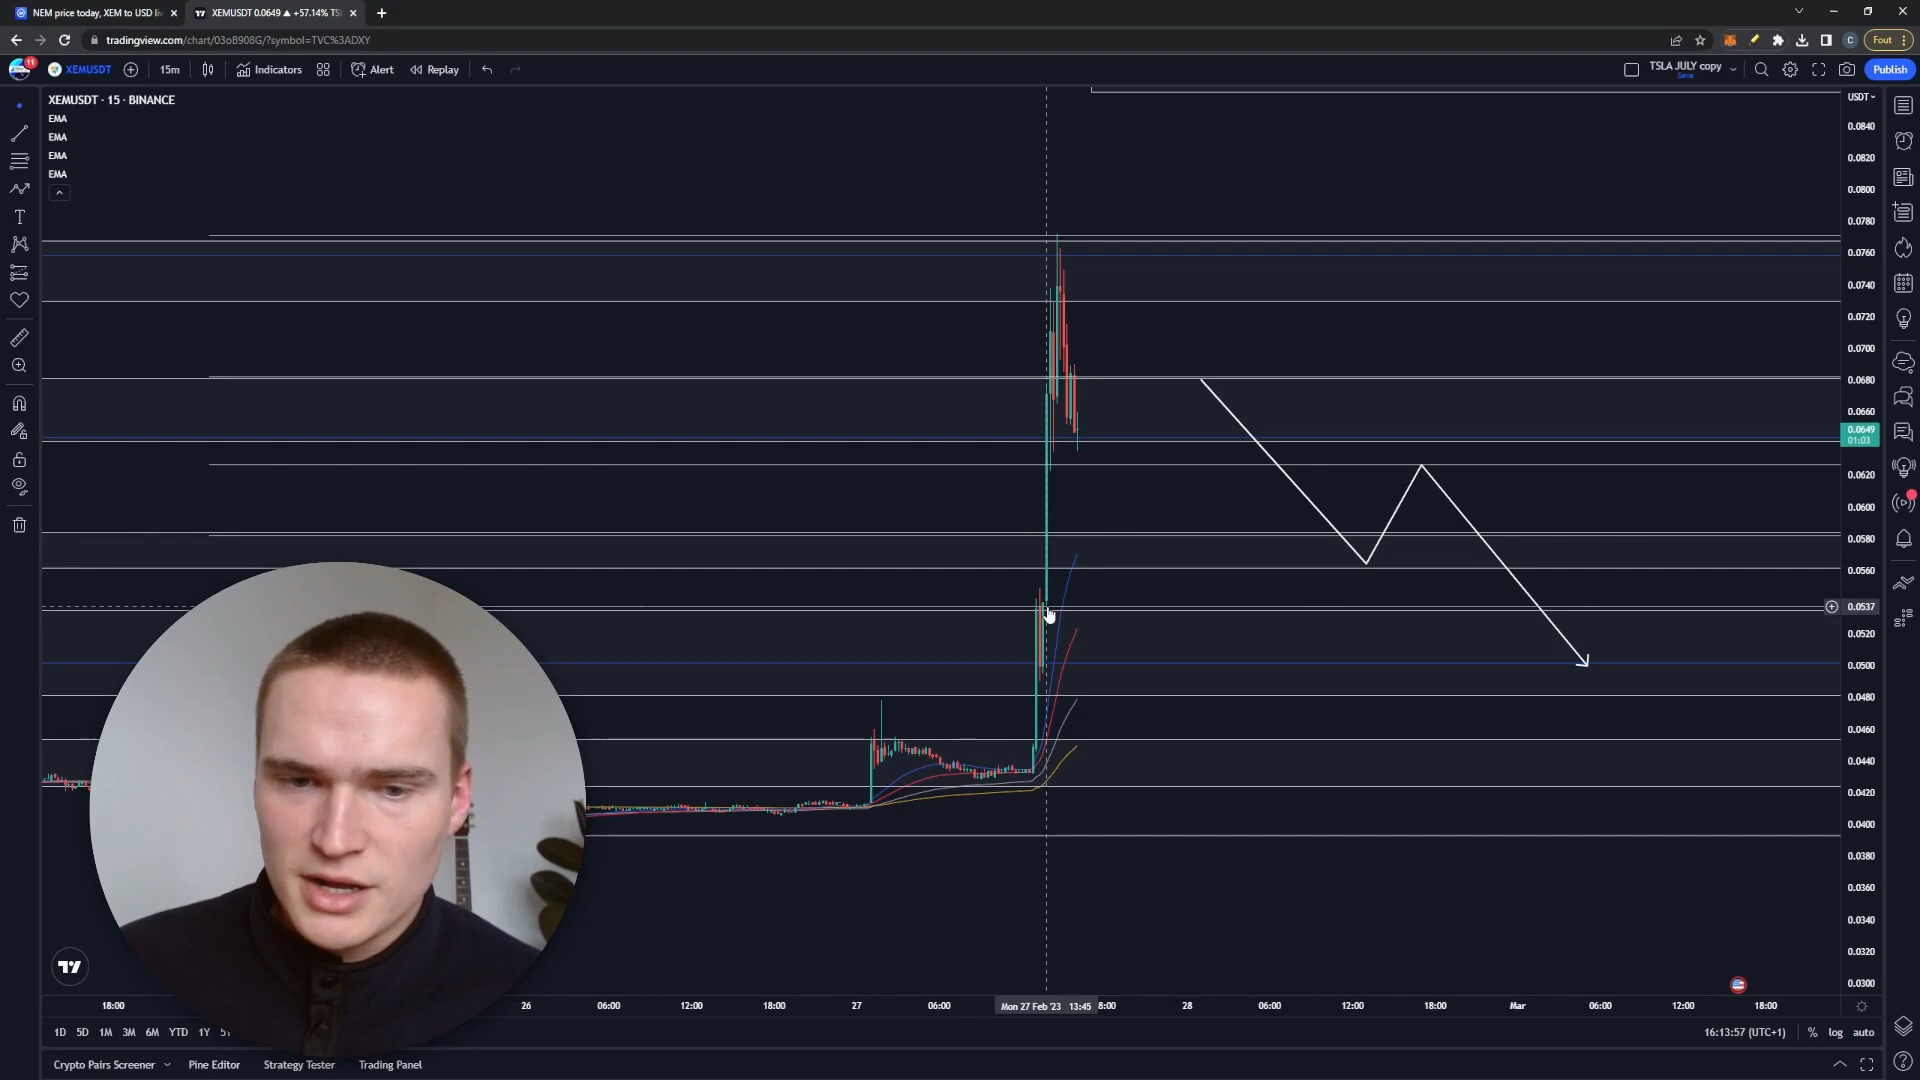 NEM price today, XEM to USD li
XEMUSDT 0.0649 ▲ +57.14% TS
tradingview.com/chart/03oB908G/?symbol=TVC%3ADXY
C
Fout
11
XEMUSDT
15m
Indicators
Alert
Replay
TSLA JULY copy
Save
Publish
XEMUSDT · 15 · BINANCE
EMA
EMA
EMA
EMA
USDT
0.0840
0.0820
0.0800
0.0780
0.0760
0.0740
0.0720
0.0700
0.0680
0.0660
0.0649
01:03
0.0620
0.0600
0.0580
0.0560
0.0537
0.0520
0.0500
0.0480
0.0460
0.0440
0.0420
0.0400
0.0380
0.0360
0.0340
0.0320
0.0300
18:00
26
06:00
12:00
18:00
27
06:00
Mon 27 Feb '23 13:45
8:00
28
06:00
12:00
18:00
Mar
06:00
12:00
18:00
1D 5D 1M 3M 6M YTD 1Y
16:13:57 (UTC+1)
% log auto
Crypto Pairs Screener
Pine Editor
Strategy Tester
Trading Panel